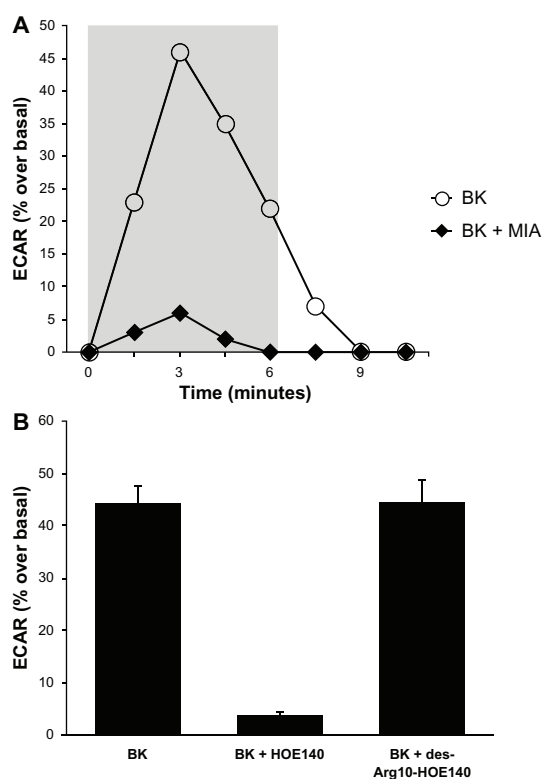 A
ECAR (% over basal)
50
45
40
35
30
25
20
15
10
5
0
0
3
6
9
Time (minutes)
BK
BK + MIA
B
ECAR (% over basal)
60
50
40
30
20
10
0
BK
BK + HOE140
BK + des-
Arg10-HOE140